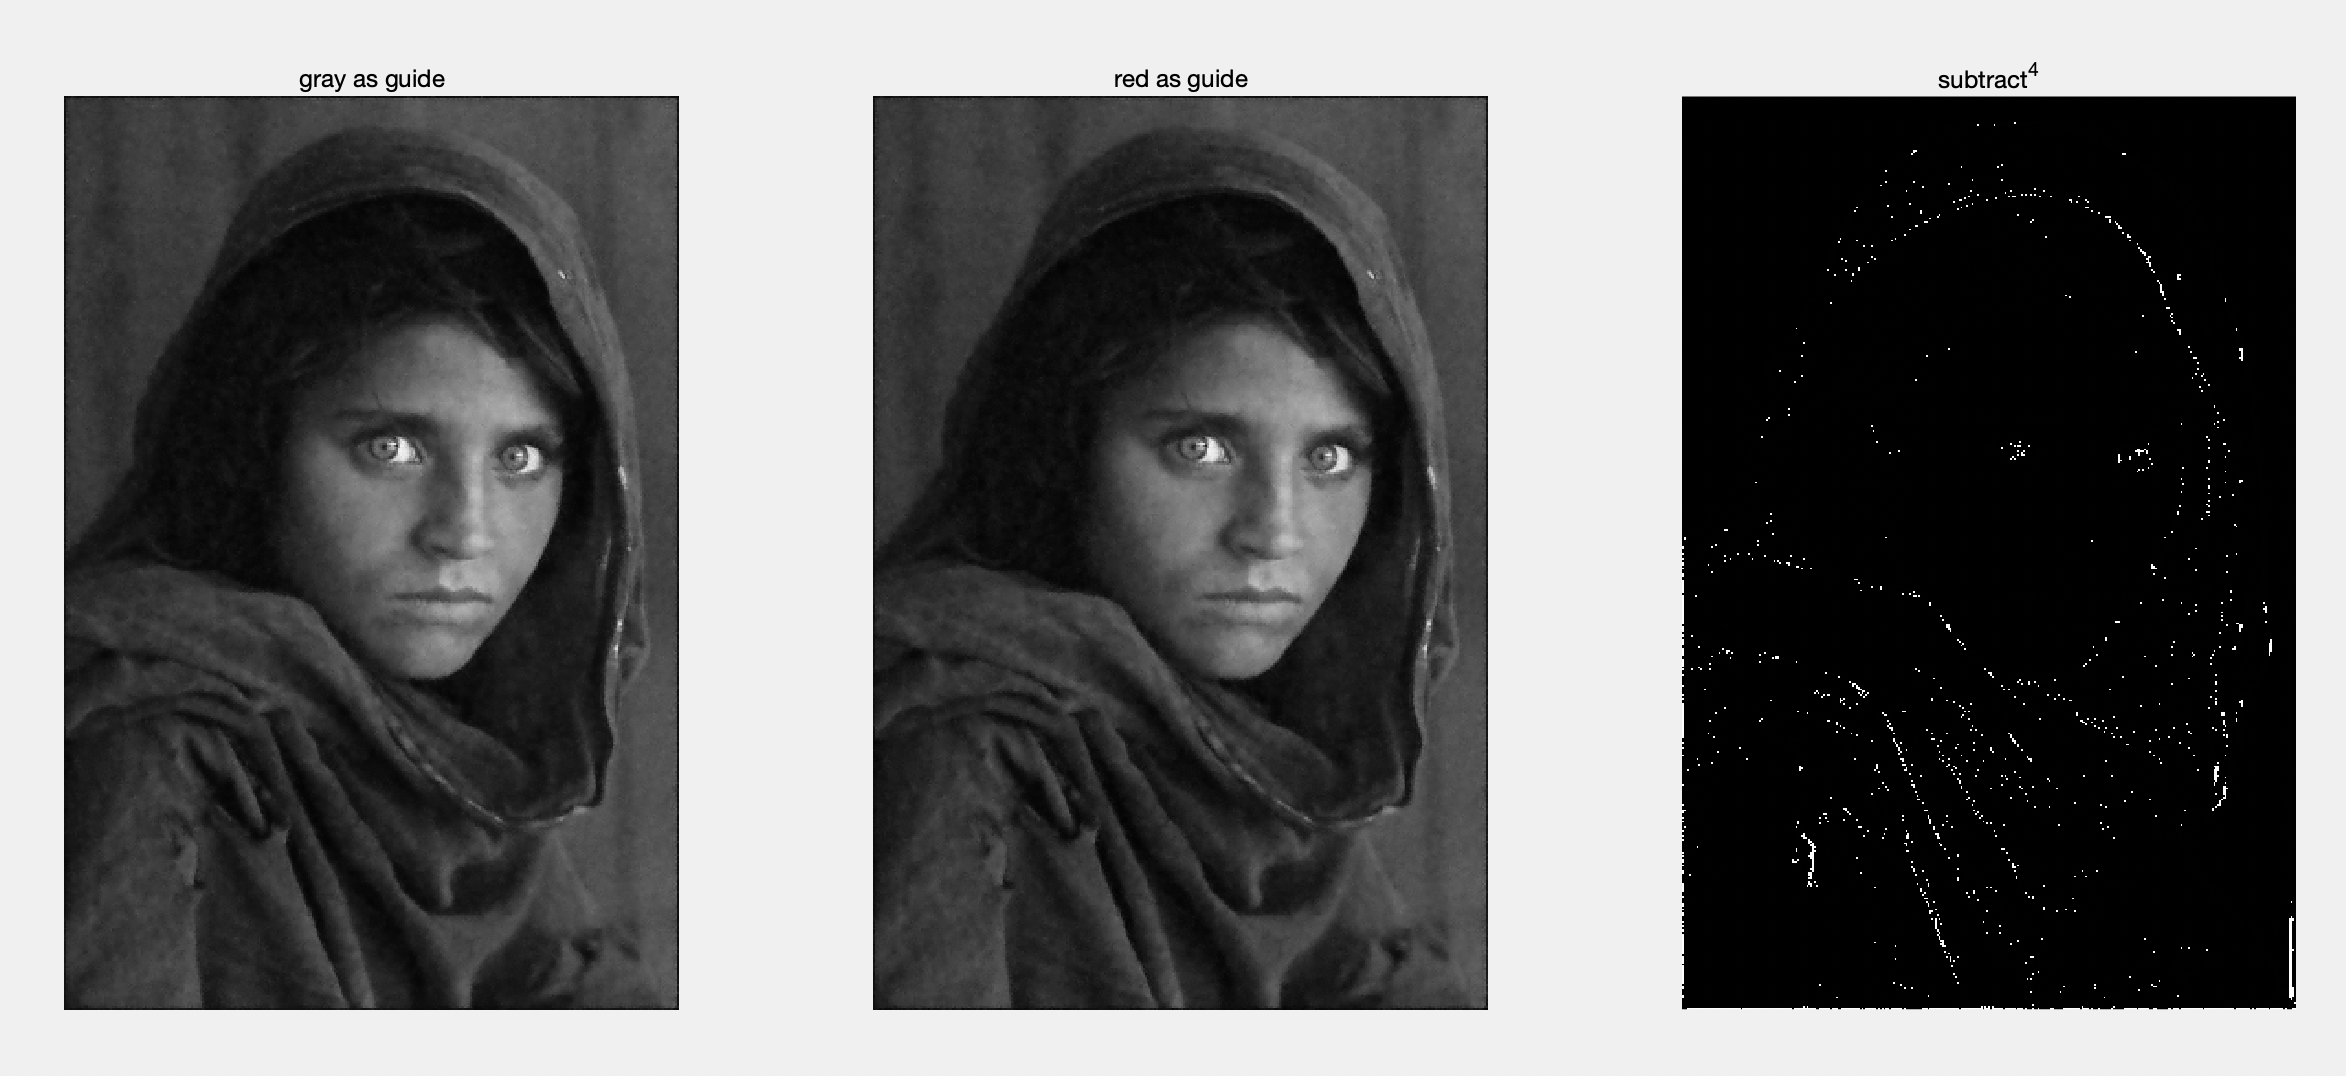 gray as guide
red as guide
subtract⁴